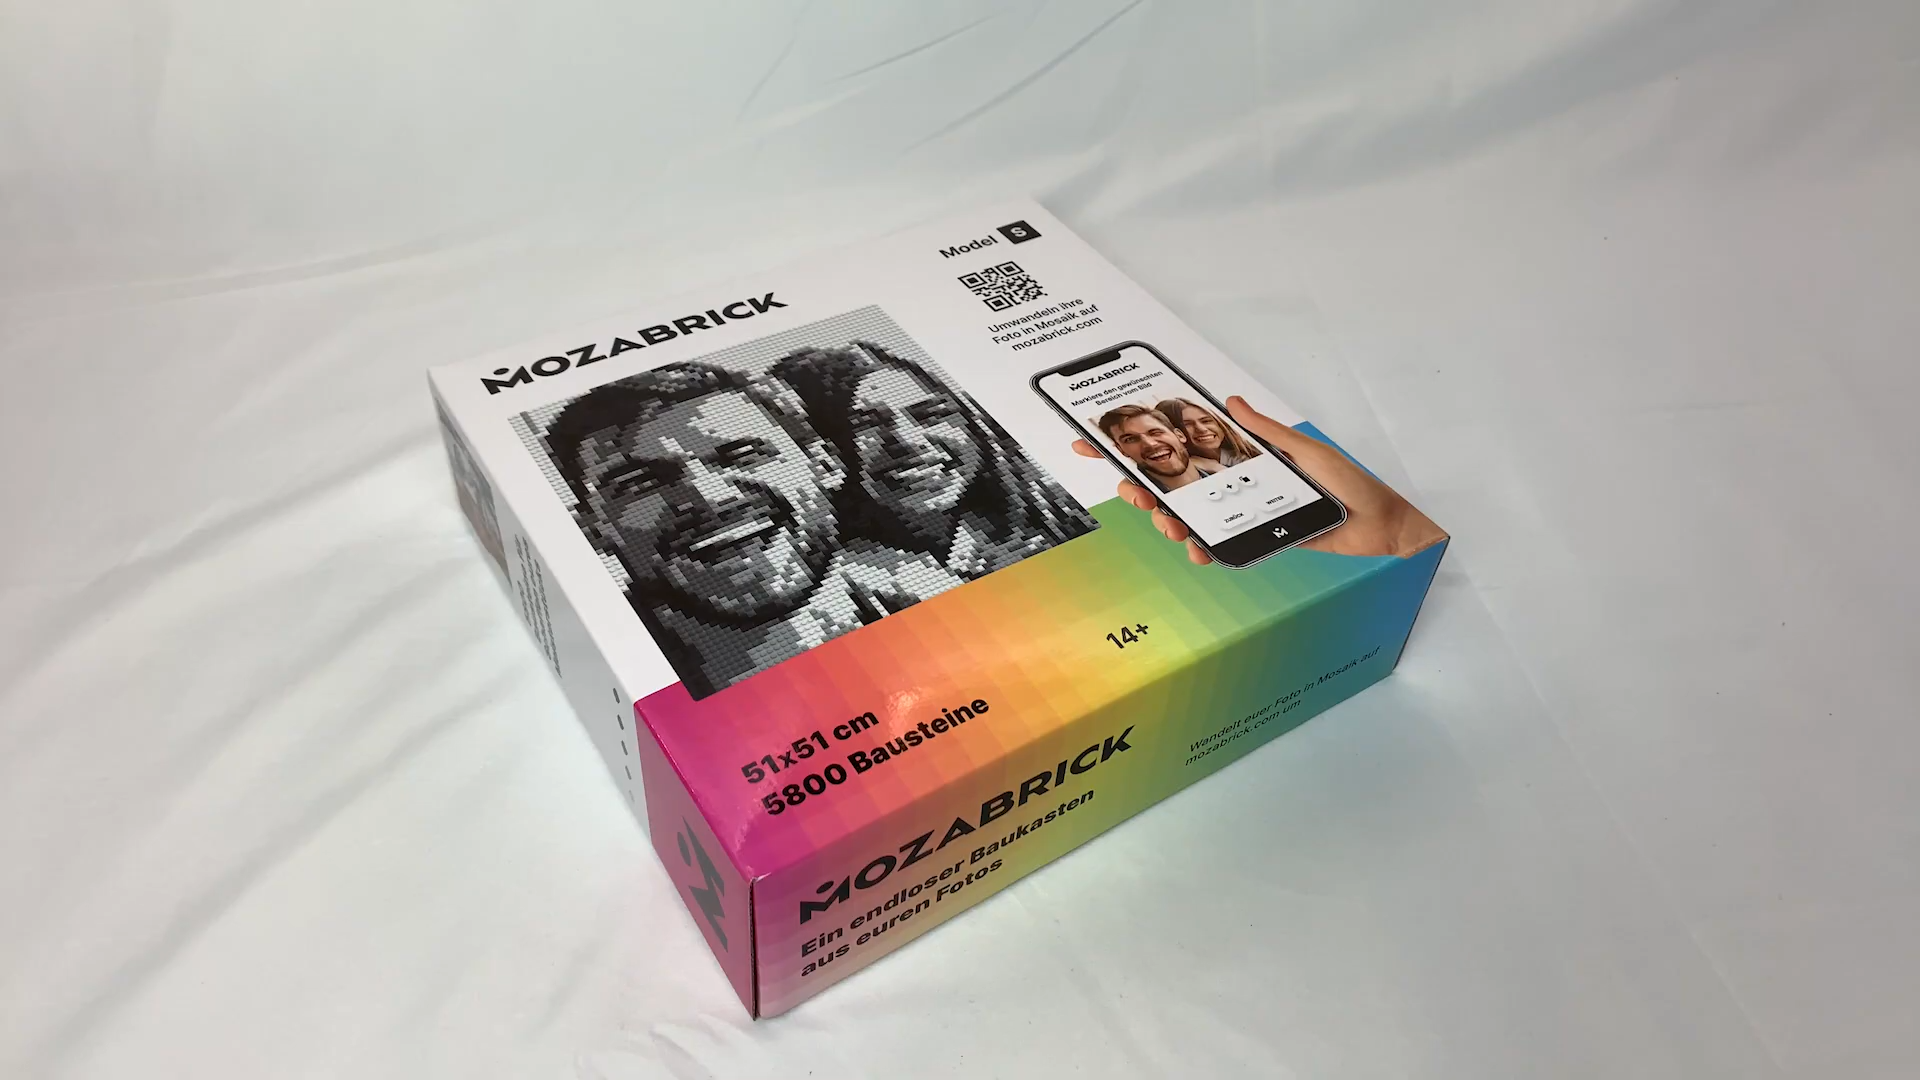 Model S
MOZABRICK
Umwandeln ihre
Foto in Mosaik auf
mozabrick.com
MOZABRICK
Markiere den gewünschten
Bereich vom Bild
ZURÜCK
WEITER
14+
51x51 cm
5800 Bausteine
MOZABRICK
Ein endloser Baukasten
aus euren Fotos
Wandelt euer Foto in Mosaik auf
mozabrick.com um